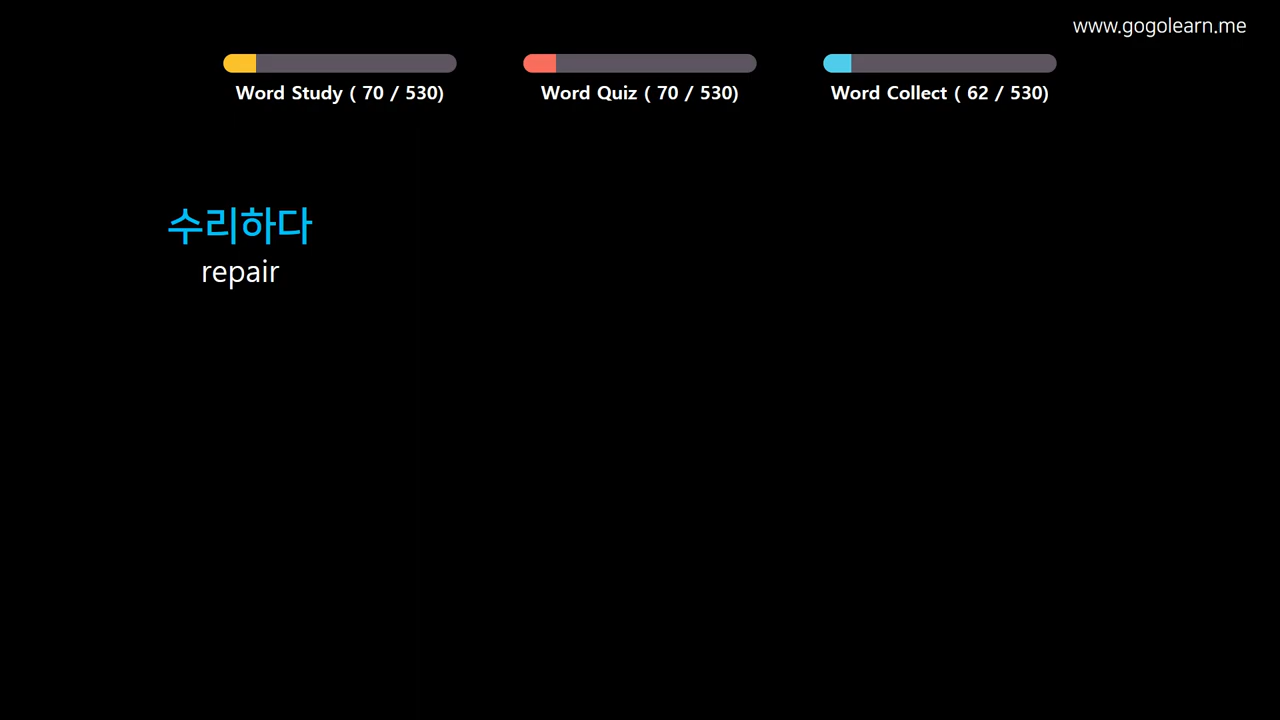 www.gogolearn.me
Word Study ( 70 / 530)
Word Quiz ( 70 / 530)
Word Collect ( 62 / 530)
수리하다
repair